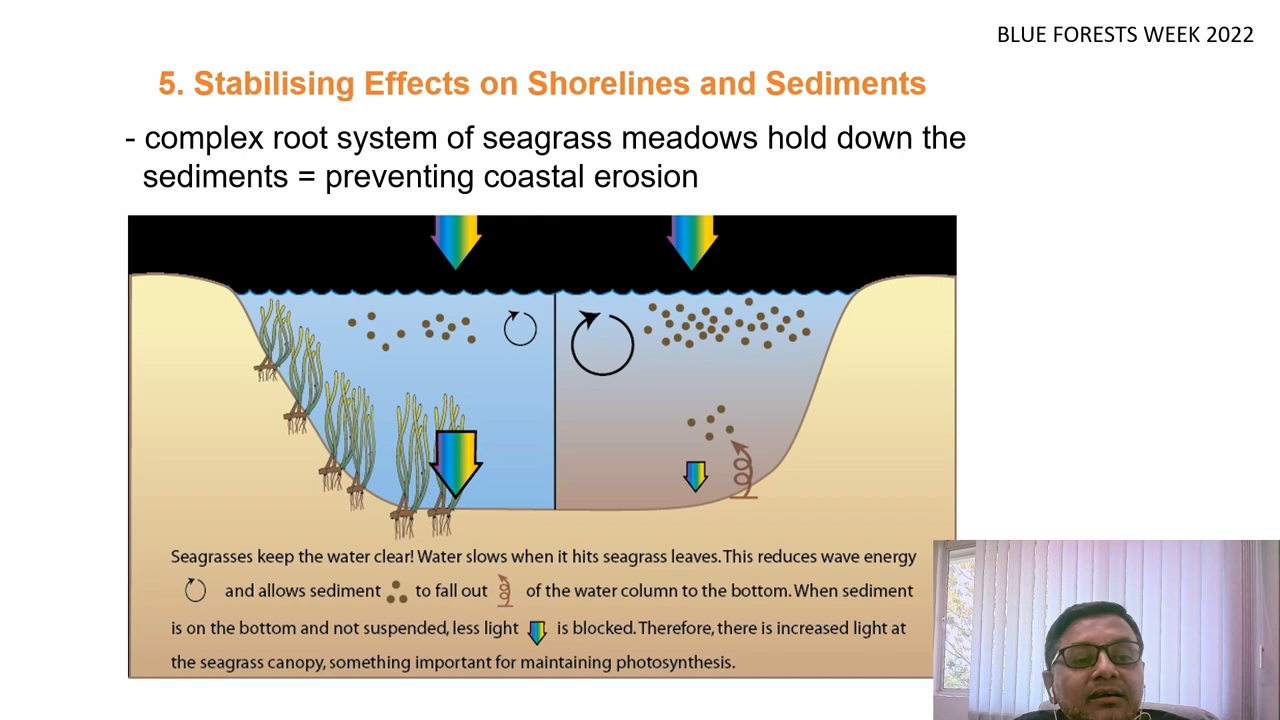 BLUE FORESTS WEEK 2022
5. Stabilising Effects on Shorelines and Sediments
- complex root system of seagrass meadows hold down the
sediments = preventing coastal erosion
Seagrasses keep the water clear! Water slows when it hits seagrass leaves. This reduces wave energy
and allows sediment to fall out of the water column to the bottom. When sediment
is on the bottom and not suspended, less light is blocked. Therefore, there is increased light at
the seagrass canopy, something important for maintaining photosynthesis.